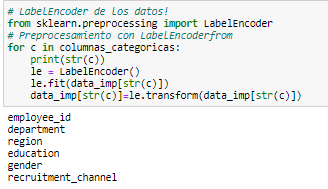 # LabelEncoder de los datos!
from sklearn.preprocessing import LabelEncoder
# Preprocesamiento con LabelEncoderfrom
for c in columnas_categoricas:
    print(str(c))
    le = LabelEncoder()
    le.fit(data_imp[str(c)])
    data_imp[str(c)]=le.transform(data_imp[str(c)])
employee_id
department
region
education
gender
recruitment_channel